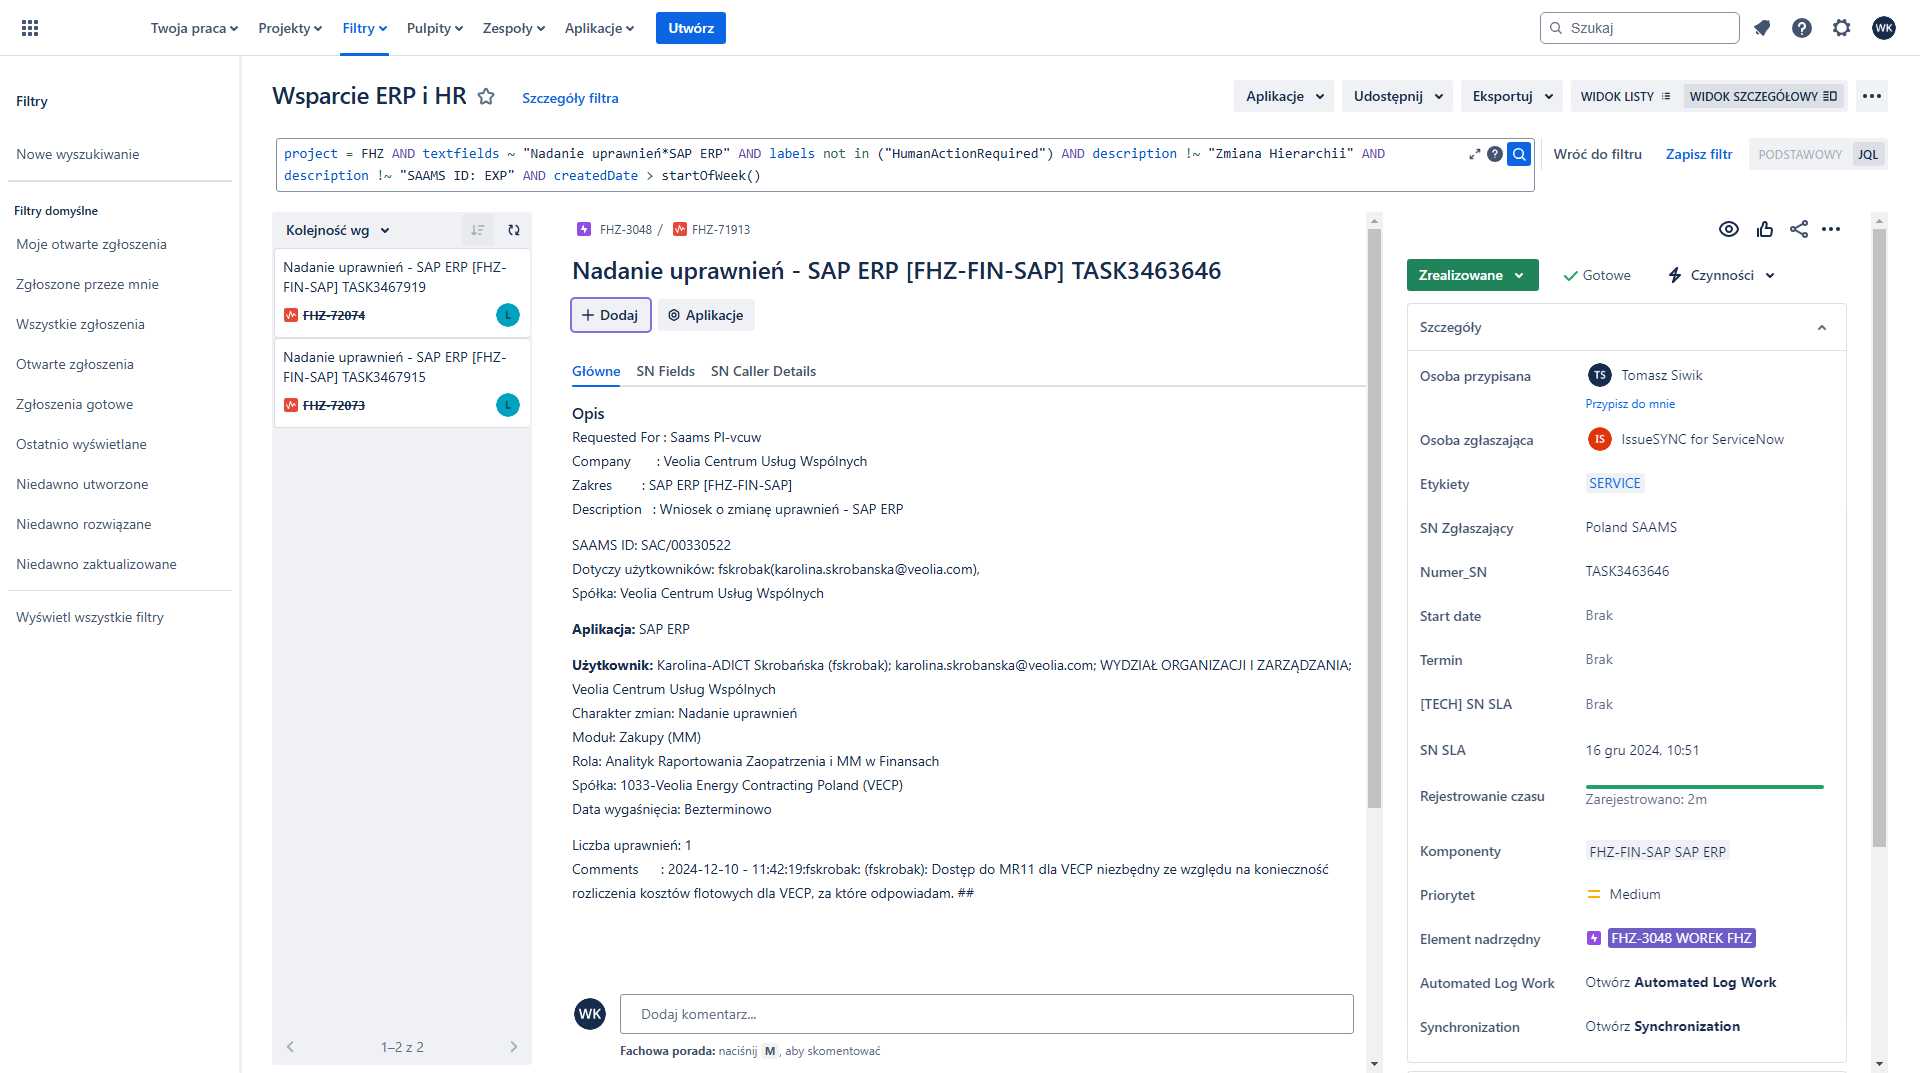 Twoja praca
Projekty
Filtry
Pulpity
Zespoły
Aplikacje
Utwórz
Szukaj
WK
Filtry
Nowe wyszukiwanie
Filtry domyślne
Moje otwarte zgłoszenia
Zgłoszone przeze mnie
Wszystkie zgłoszenia
Otwarte zgłoszenia
Zgłoszenia gotowe
Ostatnio wyświetlane
Niedawno utworzone
Niedawno rozwiązane
Niedawno zaktualizowane
Wyświetl wszystkie filtry
Wsparcie ERP i HR
Szczegóły filtra
Aplikacje
Udostępnij
Eksportuj
WIDOK LISTY
WIDOK SZCZEGÓŁOWY
project = FHZ AND textfields ~ "Nadanie uprawnień*SAP ERP" AND labels not in ("HumanActionRequired") AND description !~ "Zmiana Hierarchii" AND
description !~ "SAAMS ID: EXP" AND createdDate > startOfWeek()
Wróć do filtru
Zapisz filtr
PODSTAWOWY
JQL
Kolejność wg
Nadanie uprawnień - SAP ERP [FHZ-
FIN-SAP] TASK3467919
FHZ-72074
L
Nadanie uprawnień - SAP ERP [FHZ-
FIN-SAP] TASK3467915
FHZ-72073
L
1–2 z 2
FHZ-3048 / FHZ-71913
Nadanie uprawnień - SAP ERP [FHZ-FIN-SAP] TASK3463646
Dodaj
Aplikacje
Główne
SN Fields
SN Caller Details
Opis
Requested For : Saams Pl-vcuw
Company : Veolia Centrum Usług Wspólnych
Zakres : SAP ERP [FHZ-FIN-SAP]
Description : Wniosek o zmianę uprawnień - SAP ERP
SAAMS ID: SAC/00330522
Dotyczy użytkowników: fskrobak(karolina.skrobanska@veolia.com),
Spółka: Veolia Centrum Usług Wspólnych
Aplikacja: SAP ERP
Użytkownik: Karolina-ADICT Skrobańska (fskrobak); karolina.skrobanska@veolia.com; WYDZIAŁ ORGANIZACJI I ZARZĄDZANIA;
Veolia Centrum Usług Wspólnych
Charakter zmian: Nadanie uprawnień
Moduł: Zakupy (MM)
Rola: Analityk Raportowania Zaopatrzenia i MM w Finansach
Spółka: 1033-Veolia Energy Contracting Poland (VECP)
Data wygaśnięcia: Bezterminowo
Liczba uprawnień: 1
Comments : 2024-12-10 - 11:42:19:fskrobak: (fskrobak): Dostęp do MR11 dla VECP niezbędny ze względu na konieczność
rozliczenia kosztów flotowych dla VECP, za które odpowiadam. ##
WK
Dodaj komentarz...
Fachowa porada: naciśnij M , aby skomentować
Zrealizowane
Gotowe
Czynności
Szczegóły
Osoba przypisana
TS
Tomasz Siwik
Przypisz do mnie
Osoba zgłaszająca
IS
IssueSYNC for ServiceNow
Etykiety
SERVICE
SN Zgłaszający
Poland SAAMS
Numer_SN
TASK3463646
Start date
Brak
Termin
Brak
[TECH] SN SLA
Brak
SN SLA
16 gru 2024, 10:51
Rejestrowanie czasu
Zarejestrowano: 2m
Komponenty
FHZ-FIN-SAP SAP ERP
Priorytet
Medium
Element nadrzędny
FHZ-3048 WOREK FHZ
Automated Log Work
Otwórz Automated Log Work
Synchronization
Otwórz Synchronization